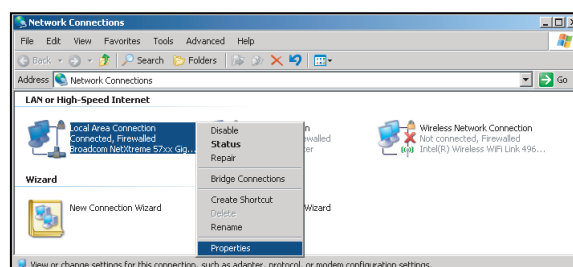 Network Connections
File Edit View Favorites Tools Advanced Help
Back Search Folders
Address Network Connections Go
LAN or High-Speed Internet
Local Area Connection
Connected, Firewalled
Broadcom NetXtreme 57xx Gig...
Disable
Status
Repair
Bridge Connections
Create Shortcut
Delete
Rename
Properties
Wireless Network Connection
Not connected, Firewalled
Intel(R) Wireless WiFi Link 496...
Wizard
New Connection Wizard
Wizard
View or change settings for this connection, such as adapter, protocol, or modem configuration settings.